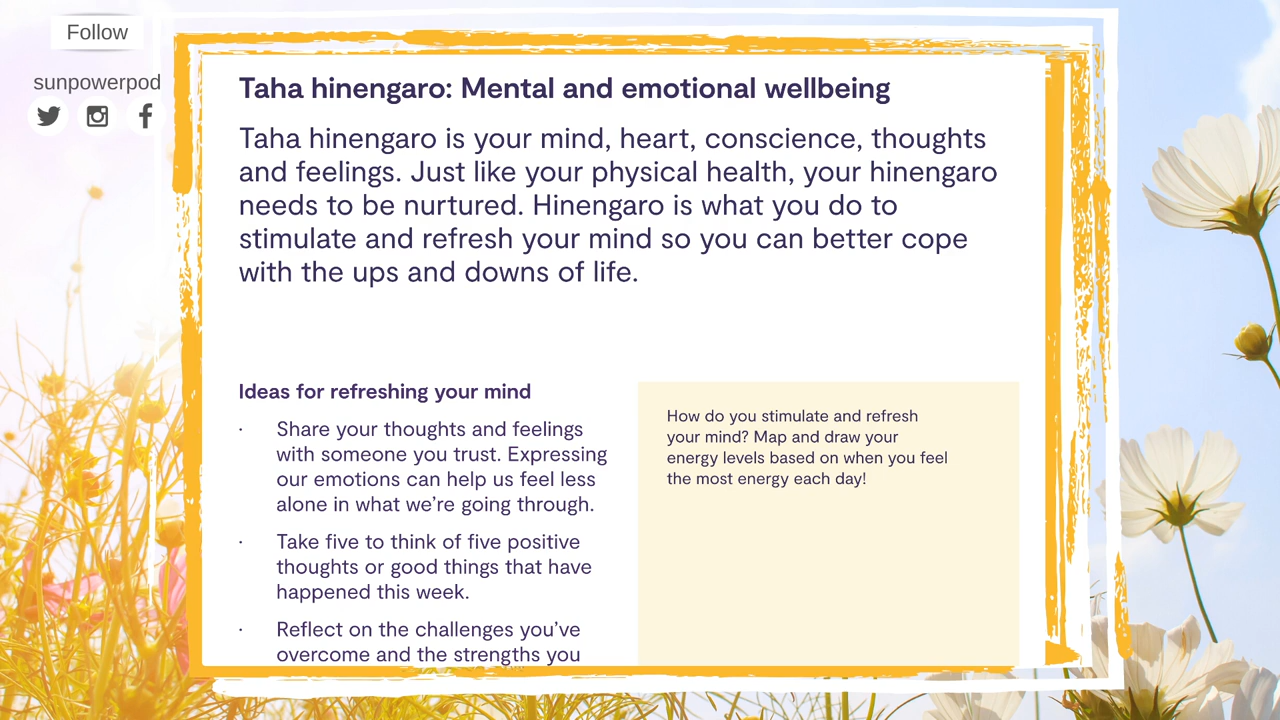 Follow
sunpowerpod
Taha hinengaro: Mental and emotional wellbeing
Taha hinengaro is your mind, heart, conscience, thoughts
and feelings. Just like your physical health, your hinengaro
needs to be nurtured. Hinengaro is what you do to
stimulate and refresh your mind so you can better cope
with the ups and downs of life.
Ideas for refreshing your mind
· Share your thoughts and feelings
with someone you trust. Expressing
our emotions can help us feel less
alone in what we’re going through.
· Take five to think of five positive
thoughts or good things that have
happened this week.
· Reflect on the challenges you’ve
overcome and the strengths you
How do you stimulate and refresh
your mind? Map and draw your
energy levels based on when you feel
the most energy each day!